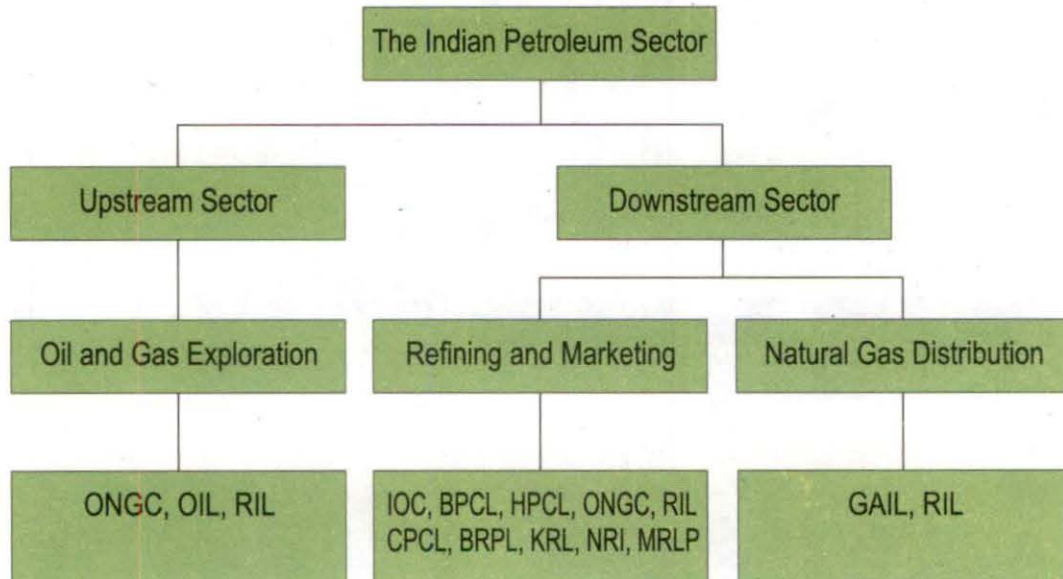 The Indian Petroleum Sector
Upstream Sector
Downstream Sector
Oil and Gas Exploration
Refining and Marketing
Natural Gas Distribution
ONGC, OIL, RIL
IOC, BPCL, HPCL, ONGC, RIL
CPCL, BRPL, KRL, NRI, MRLP
GAIL, RIL